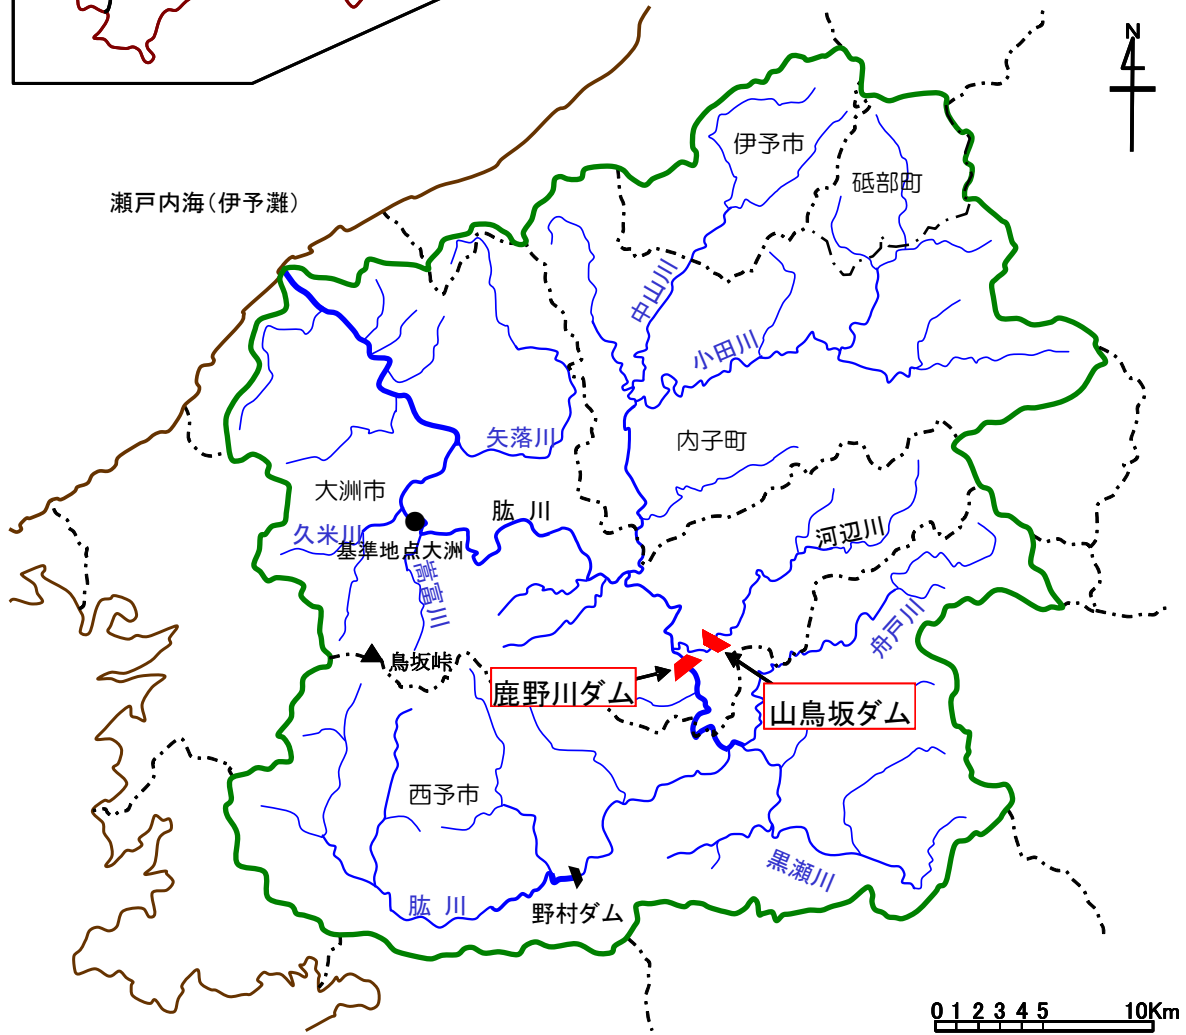 N
伊予市
砥部町
瀬戸内海(伊予灘)
中山川
小田川
矢落川
内子町
大洲市
肱 川
久米川
基準地点大洲
河辺川
嵩富川
舟戸川
鳥坂峠
鹿野川ダム
山鳥坂ダム
西予市
黒瀬川
肱 川
野村ダム
0 1 2 3 4 5 10Km